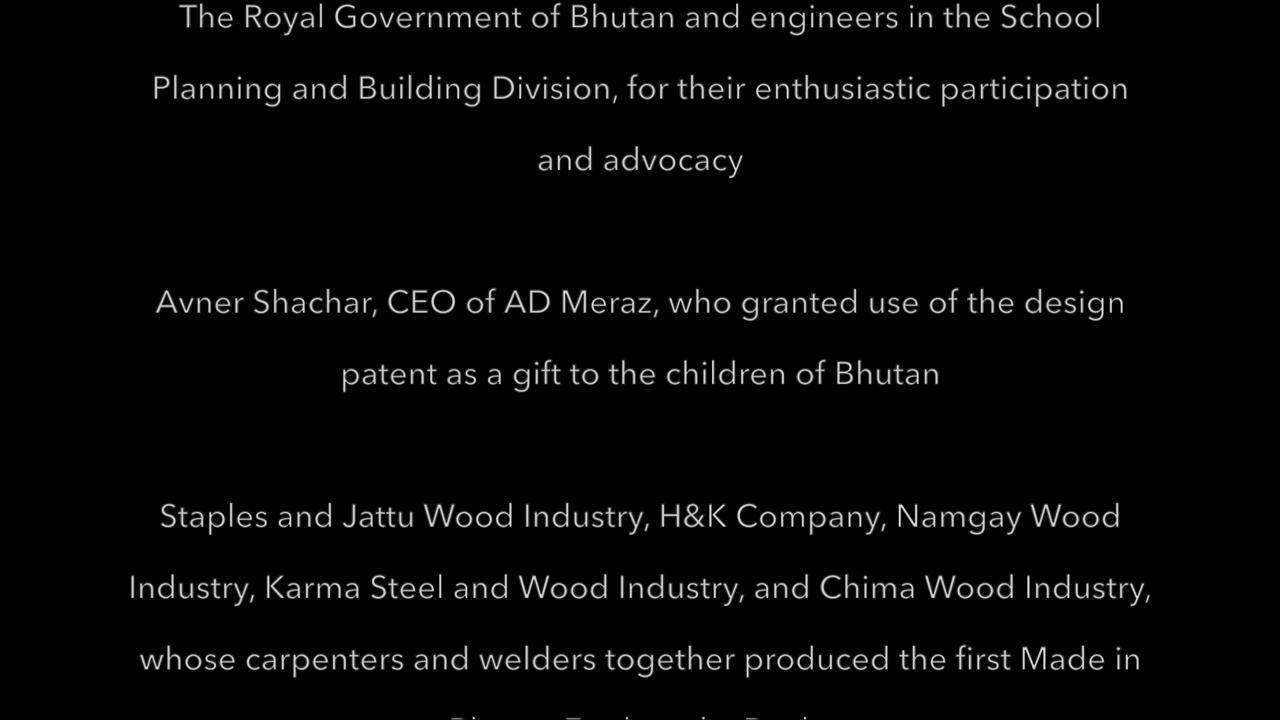 The Royal Government of Bhutan and engineers in the School
Planning and Building Division, for their enthusiastic participation
and advocacy
Avner Shachar, CEO of AD Meraz, who granted use of the design
patent as a gift to the children of Bhutan
Staples and Jattu Wood Industry, H&K Company, Namgay Wood
Industry, Karma Steel and Wood Industry, and Chima Wood Industry,
whose carpenters and welders together produced the first Made in